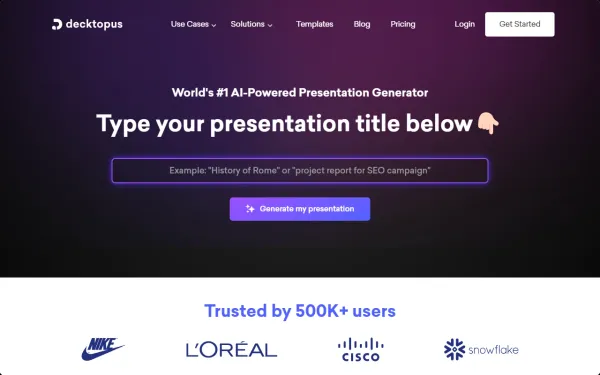 decktopus
Use Cases
Solutions
Templates
Blog
Pricing
Login
Get Started
World's #1 AI-Powered Presentation Generator
Type your presentation title below
Example: "History of Rome" or "project report for SEO campaign"
Generate my presentation
Trusted by 500K+ users
NIKE
L'ORÉAL
CISCO
snowflake